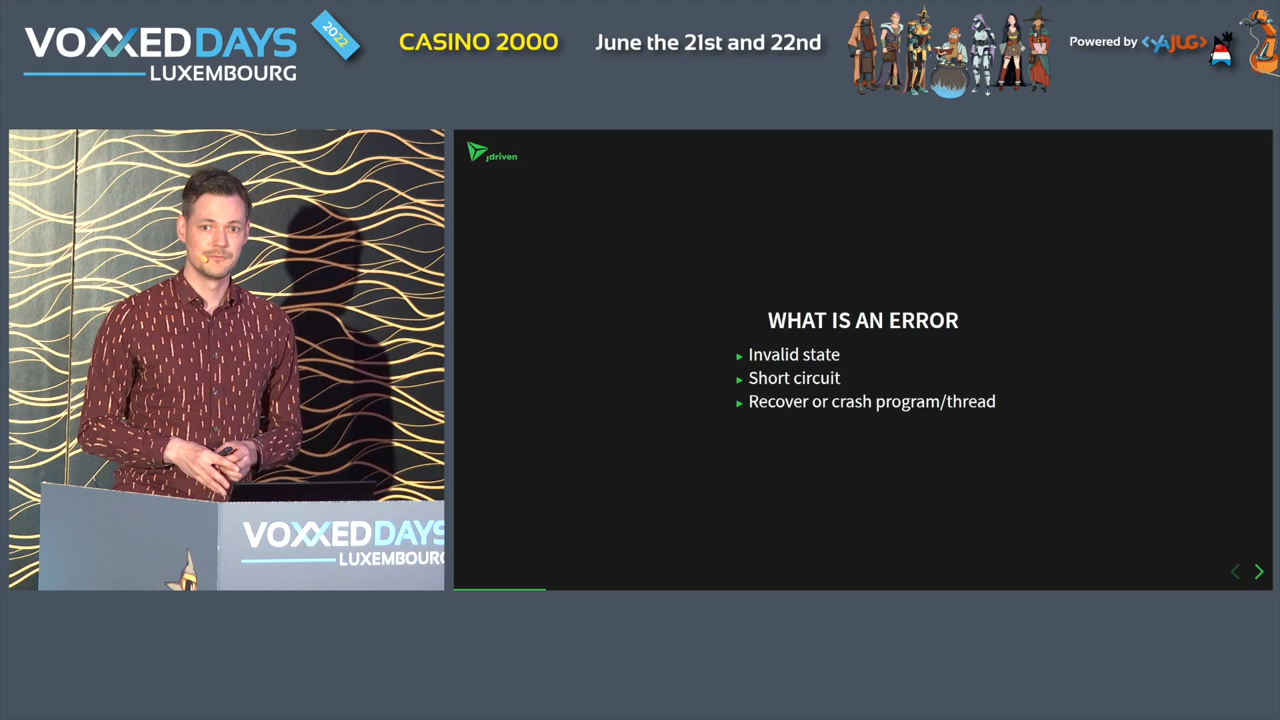 VOXXED DAYS
LUXEMBOURG
2022
CASINO 2000
June the 21st and 22nd
Powered by <YAJUG>
jdriven
WHAT IS AN ERROR
Invalid state
Short circuit
Recover or crash program/thread
VOXXED DAYS
LUXEMBOURG